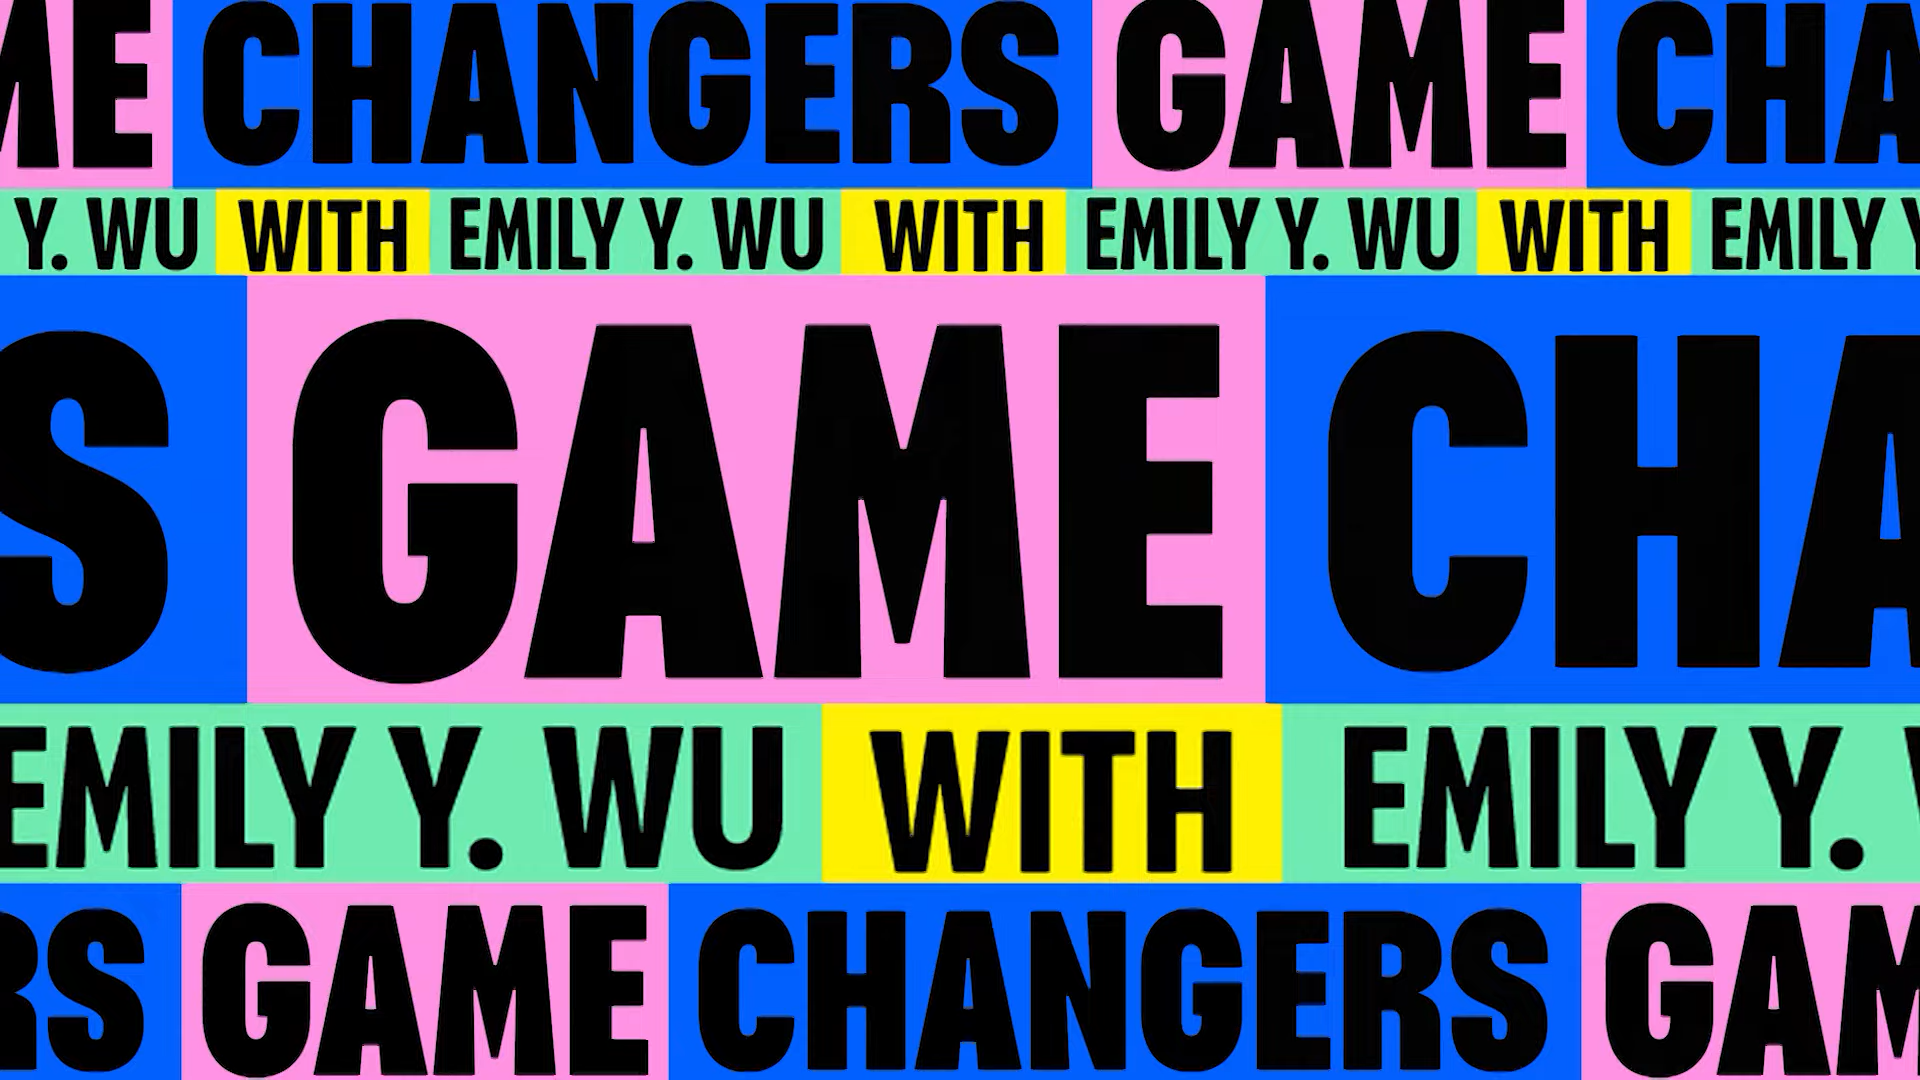 ME CHANGERS GAME CHA
Y. WU WITH EMILY Y. WU WITH EMILY Y. WU WITH EMILY Y
S GAME CHA
EMILY Y. WU WITH EMILY Y.
RS GAME CHANGERS GAM